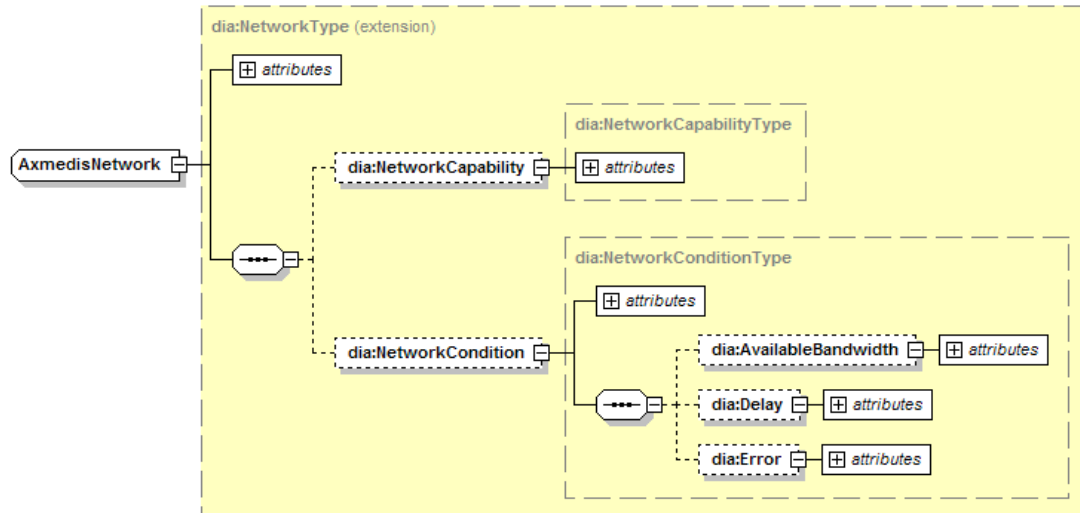 dia:NetworkType (extension)
attributes
dia:NetworkCapabilityType
AxmedisNetwork
dia:NetworkCapability
attributes
dia:NetworkConditionType
attributes
dia:NetworkCondition
dia:AvailableBandwidth
attributes
dia:Delay
attributes
dia:Error
attributes